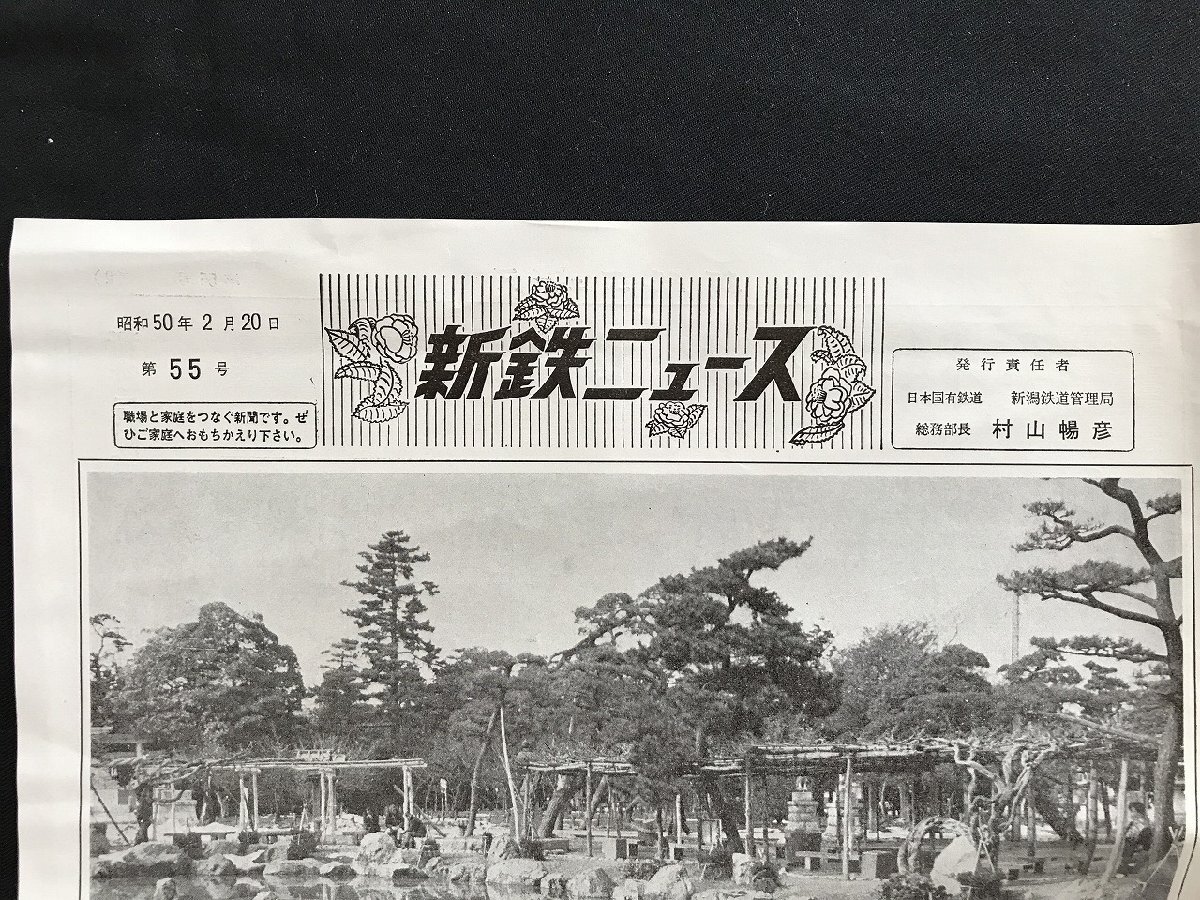 昭和50年2月20日
第55号
職場と家庭をつなぐ新聞です。ぜ
ひご家庭へおもちかえり下さい。
新鉄ニュース
発行責任者
日本国有鉄道 新潟鉄道管理局
総務部長 村山暢彦